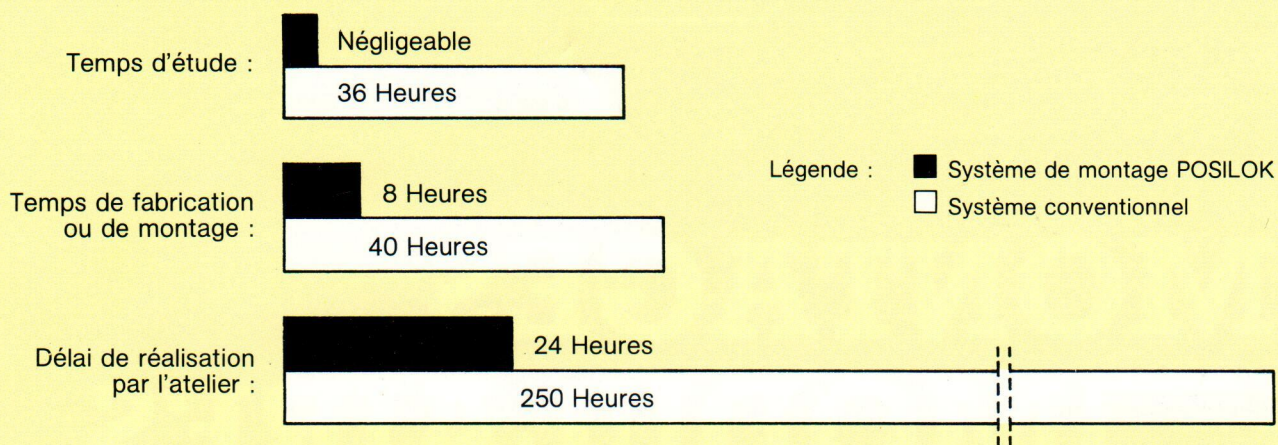 Temps d'étude :
Négligeable
36 Heures
Temps de fabrication
ou de montage :
8 Heures
40 Heures
Légende :
Système de montage POSILOK
Système conventionnel
Délai de réalisation
par l'atelier :
24 Heures
250 Heures